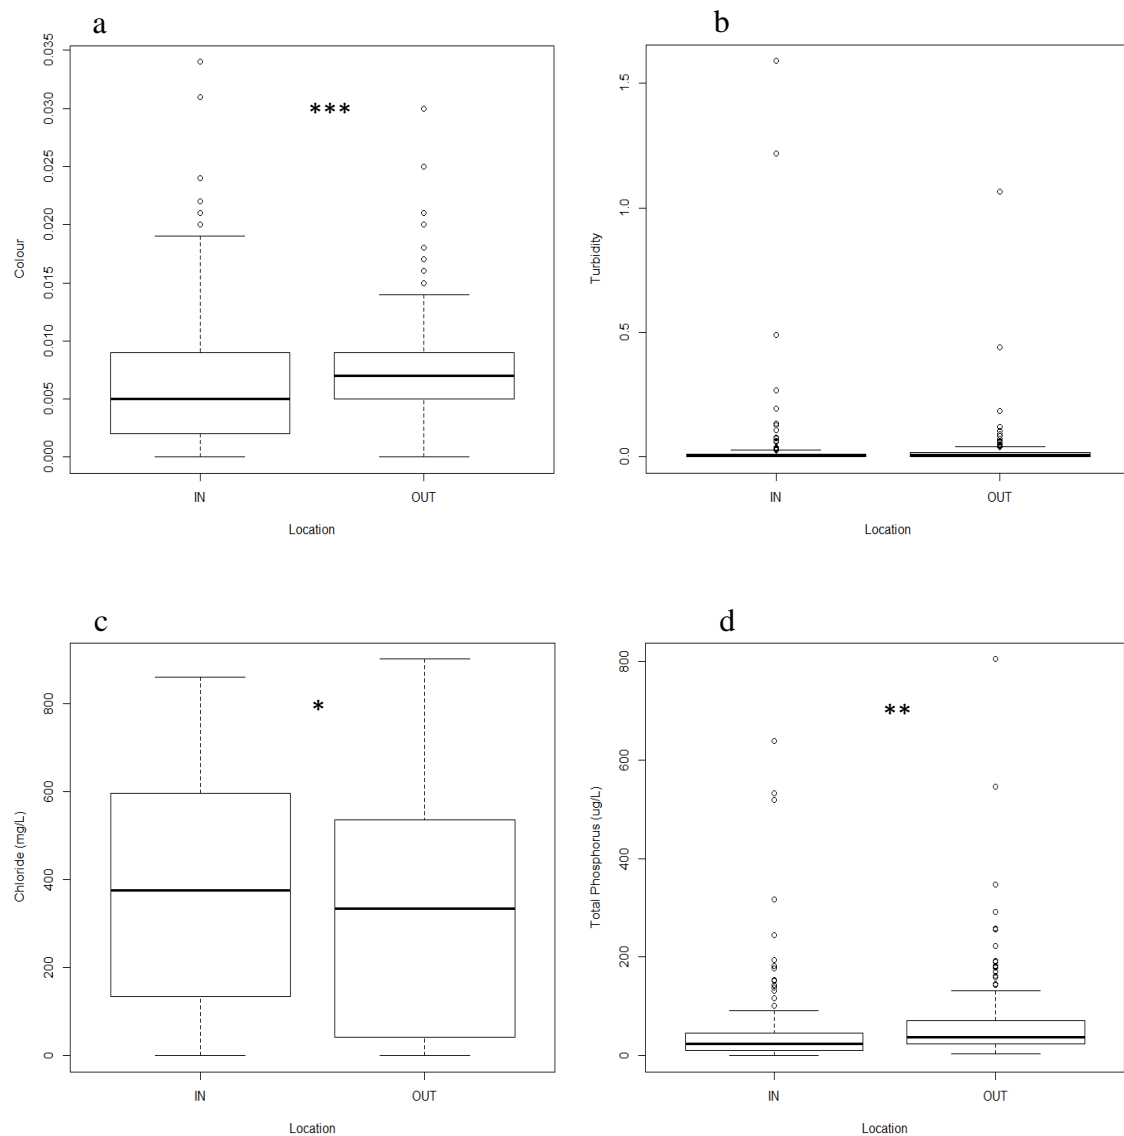 a
0.035
0.030
0.025
0.020
0.015
0.010
0.005
0.000
Colour
***
IN
OUT
Location
b
1.5
1.0
0.5
0.0
Turbidity
IN
OUT
Location
c
800
600
400
200
0
Chloride (mg/L)
*
IN
OUT
Location
d
800
600
400
200
0
Total Phosphorus (ug/L)
**
IN
OUT
Location